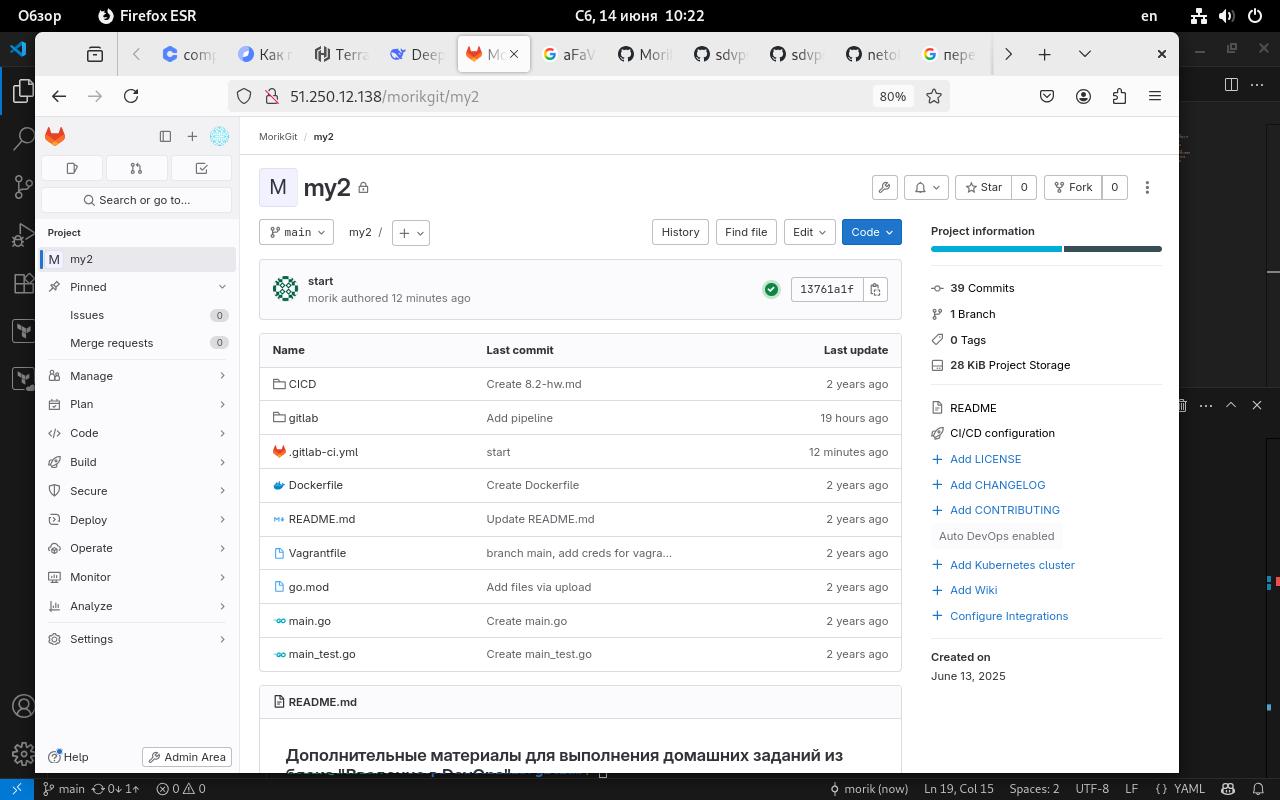 Обзор Firefox ESR Сб, 14 июня 10:22 en
comp Как п Terra Deep Mo aFaV Moril sdvp sdvp netol пере
51.250.12.138/morikgit/my2 80%
MorikGit / my2
M my2 Star 0 Fork 0
Search or go to...
main my2 / + History Find file Edit Code
Project
M my2
Pinned
Issues 0
Merge requests 0
Manage
Plan
Code
Build
Secure
Deploy
Operate
Monitor
Analyze
Settings
Help Admin Area
start
morik authored 12 minutes ago 13761a1f
Name Last commit Last update
CICD Create 8.2-hw.md 2 years ago
gitlab Add pipeline 19 hours ago
.gitlab-ci.yml start 12 minutes ago
Dockerfile Create Dockerfile 2 years ago
README.md Update README.md 2 years ago
Vagrantfile branch main, add creds for vagra... 2 years ago
go.mod Add files via upload 2 years ago
main.go Create main.go 2 years ago
main_test.go Create main_test.go 2 years ago
README.md
Дополнительные материалы для выполнения домашних заданий из
Project information
39 Commits
1 Branch
0 Tags
28 KiB Project Storage
README
CI/CD configuration
Add LICENSE
Add CHANGELOG
Add CONTRIBUTING
Auto DevOps enabled
Add Kubernetes cluster
Add Wiki
Configure Integrations
Created on
June 13, 2025
main 0↓ 1↑ 0 0 morik (now) Ln 19, Col 15 Spaces: 2 UTF-8 LF {} YAML